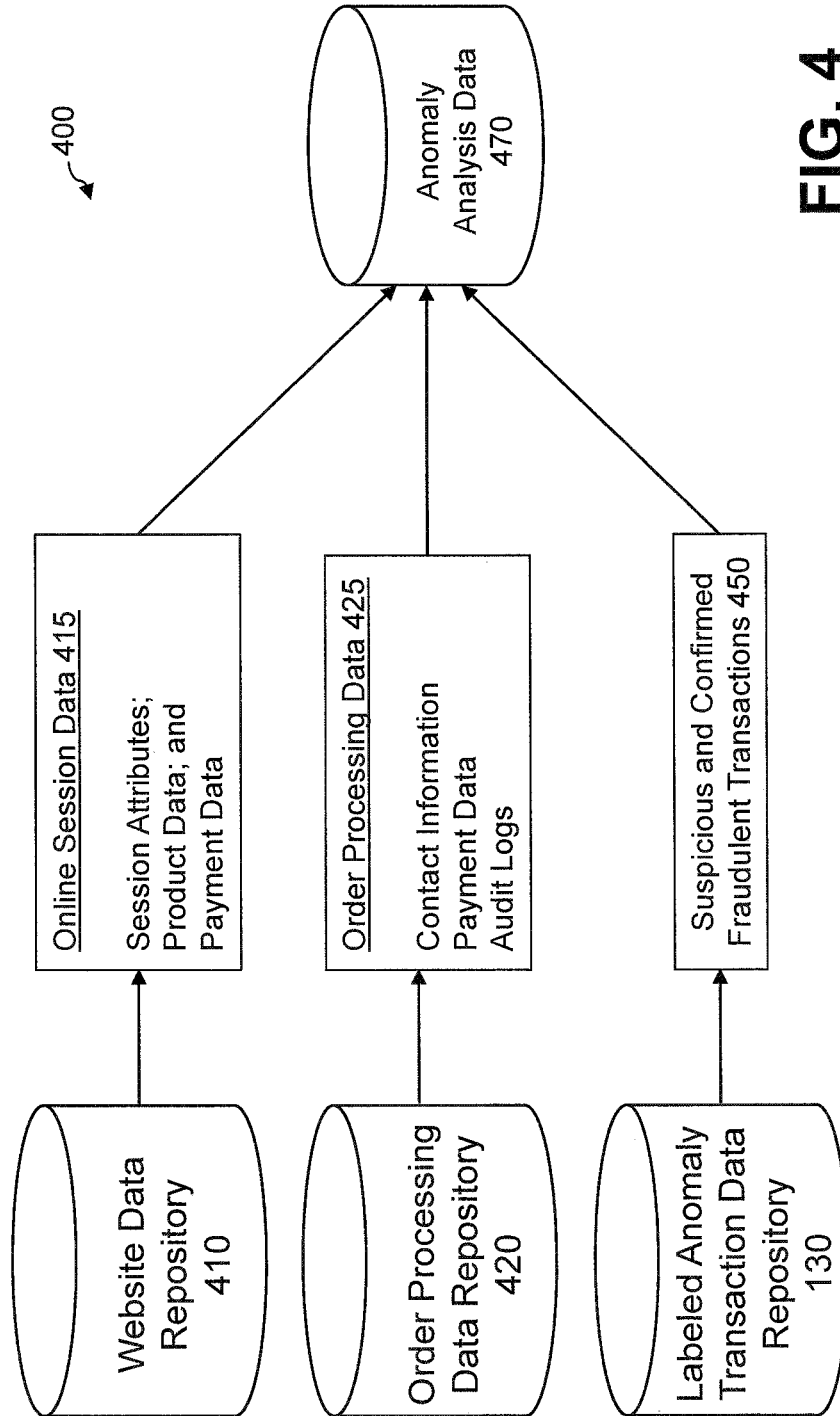 400
Website Data
Repository
410
Online Session Data 415
Session Attributes;
Product Data; and
Payment Data
Order Processing
Data Repository
420
Order Processing Data 425
Contact Information
Payment Data
Audit Logs
Labeled Anomaly
Transaction Data
Repository
130
Suspicious and Confirmed
Fraudulent Transactions 450
Anomaly
Analysis Data
470
FIG. 4